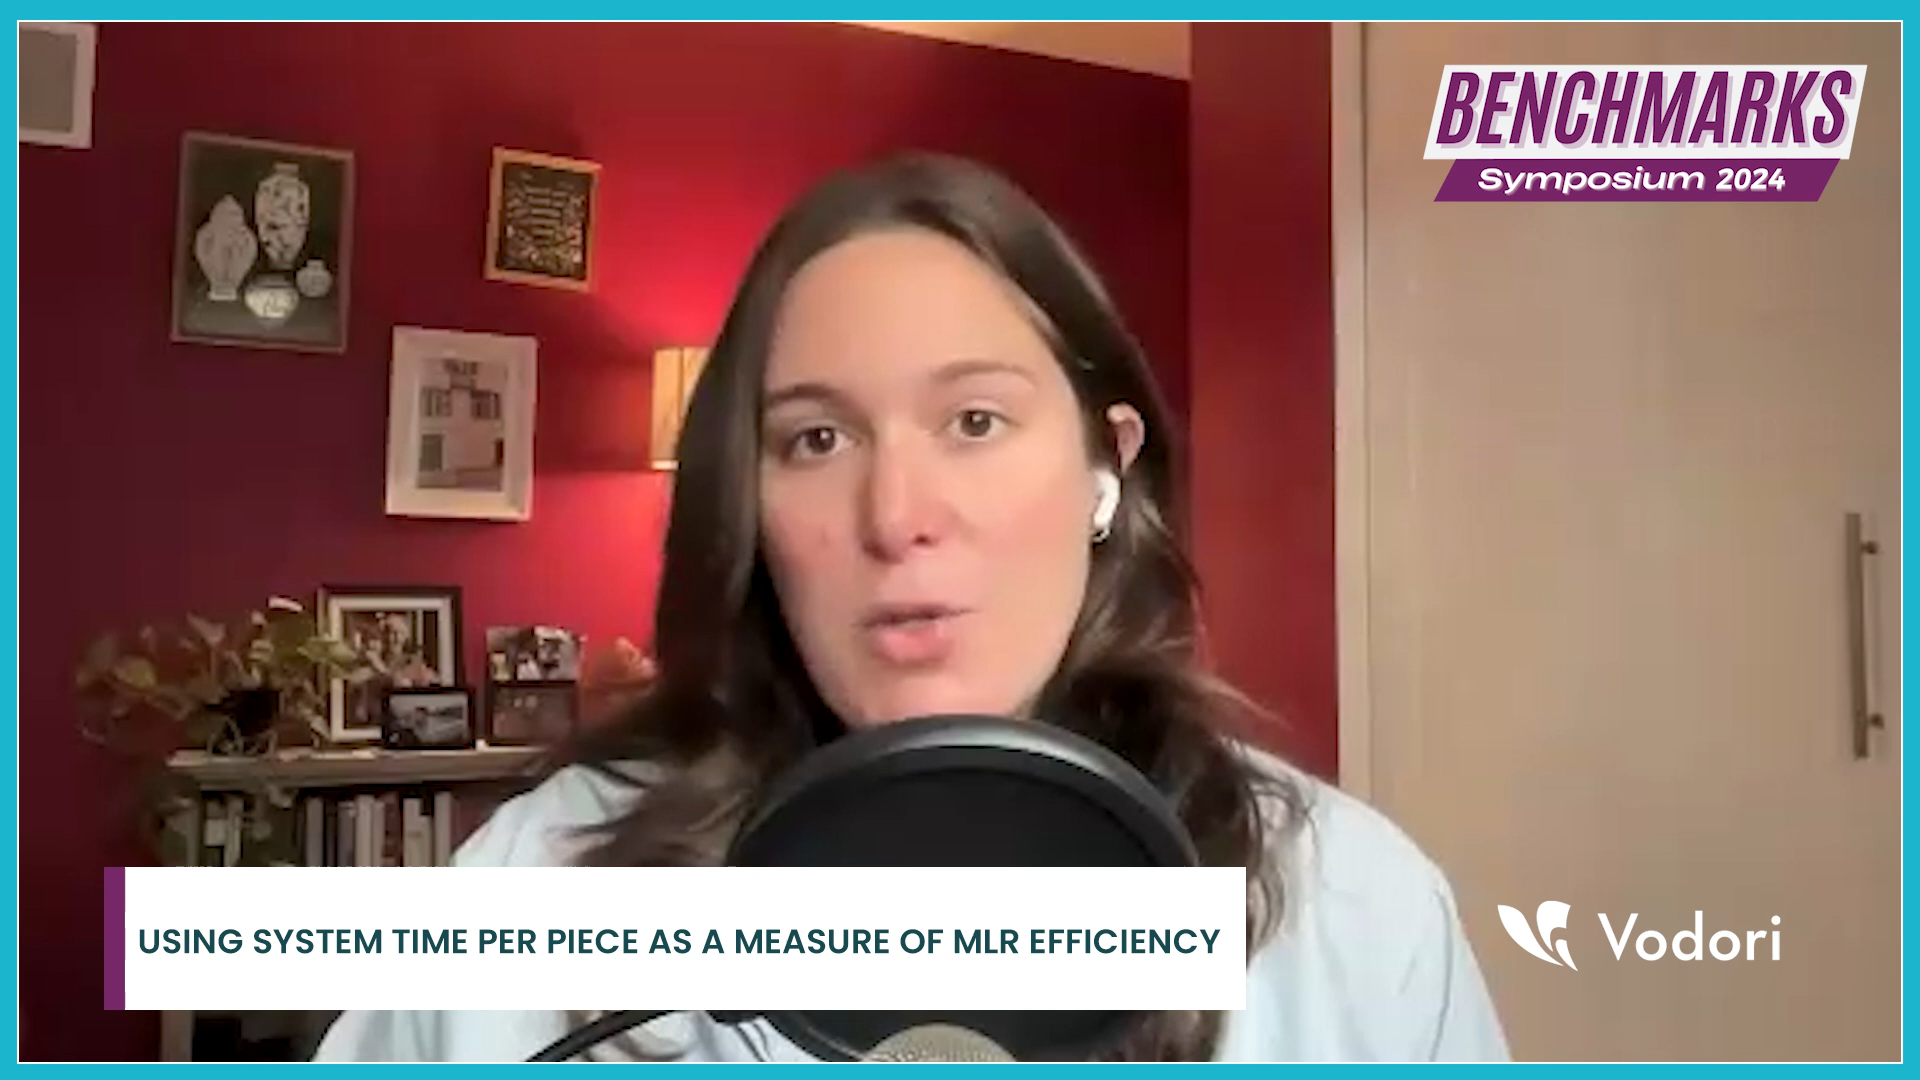 BENCHMARKS
Symposium 2024
USING SYSTEM TIME PER PIECE AS A MEASURE OF MLR EFFICIENCY
Vodori